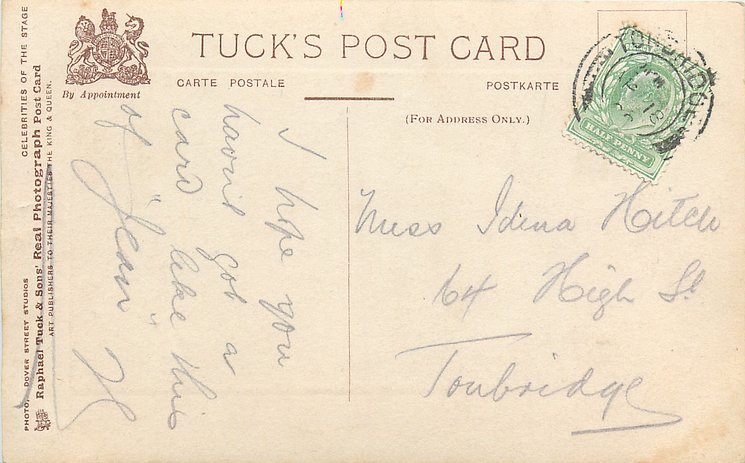 TUCK'S POST CARD
CARTE POSTALE
POSTKARTE
By Appointment
(FOR ADDRESS ONLY.)
HALF PENNY
CELEBRITIES OF THE STAGE
Raphael Tuck & Sons' Real Photograph Post Card
ART PUBLISHERS TO THEIR MAJESTIES THE KING & QUEEN.
PHOTO, DOVER STREET STUDIOS
I hope you
havn't got a
card like this
of "Jean"
Miss Idina Hitch
64 High St
Tonbridge